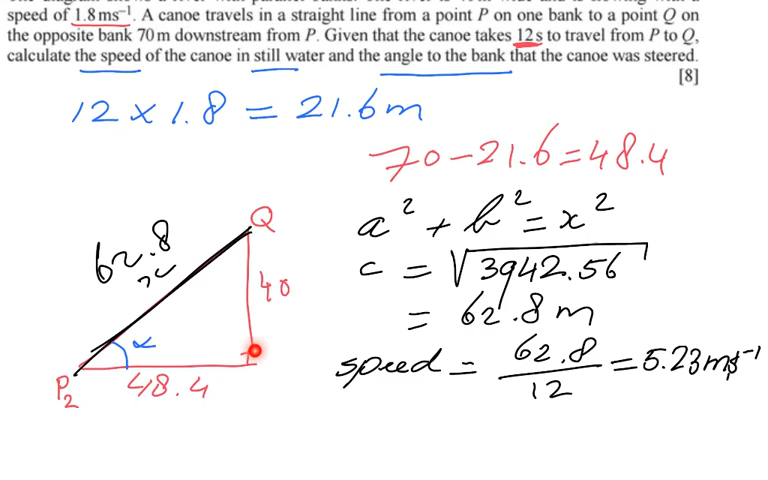 speed of 1.8 ms⁻¹. A canoe travels in a straight line from a point P on one bank to a point Q on
the opposite bank 70 m downstream from P. Given that the canoe takes 12 s to travel from P to Q,
calculate the speed of the canoe in still water and the angle to the bank that the canoe was steered.
[8]
12 × 1.8 = 21.6 m
70 - 21.6 = 48.4
a² + b² = x²
c = √3942.56
= 62.8 m
speed = 62.8 / 12 = 5.23 ms⁻¹
Q
62.8
x
40
α
P₂
48.4